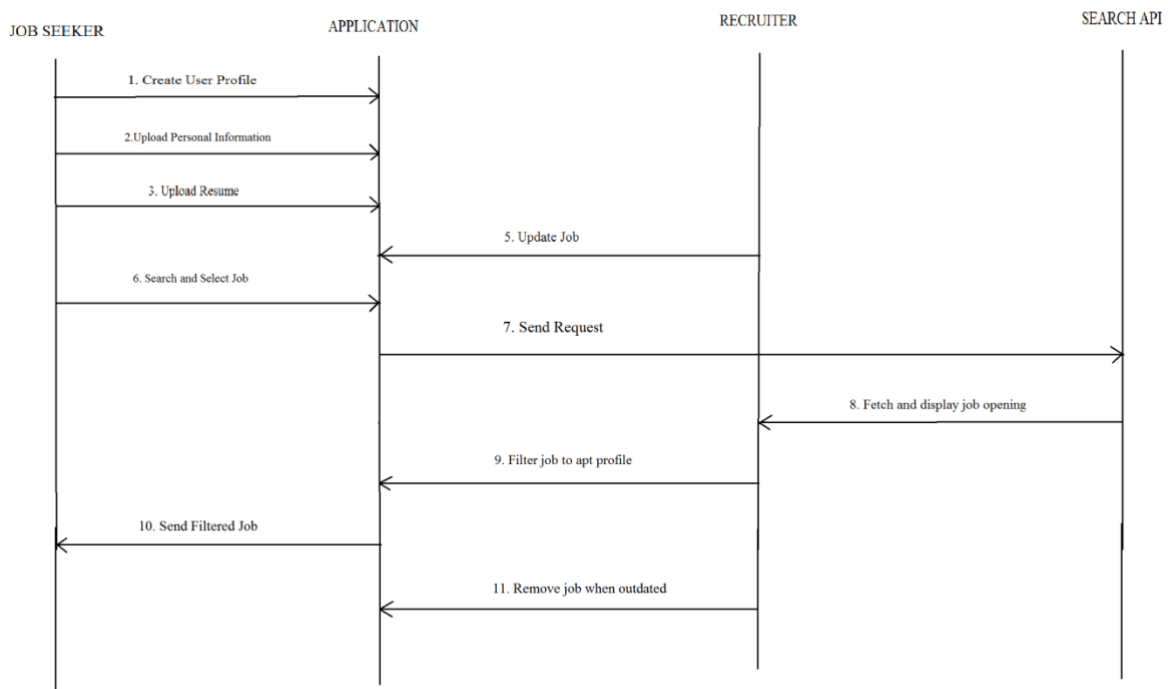 JOB SEEKER
APPLICATION
RECRUITER
SEARCH API
1. Create User Profile
2.Upload Personal Information
3. Upload Resume
5. Update Job
6. Search and Select Job
7. Send Request
8. Fetch and display job opening
9. Filter job to apt profile
10. Send Filtered Job
11. Remove job when outdated